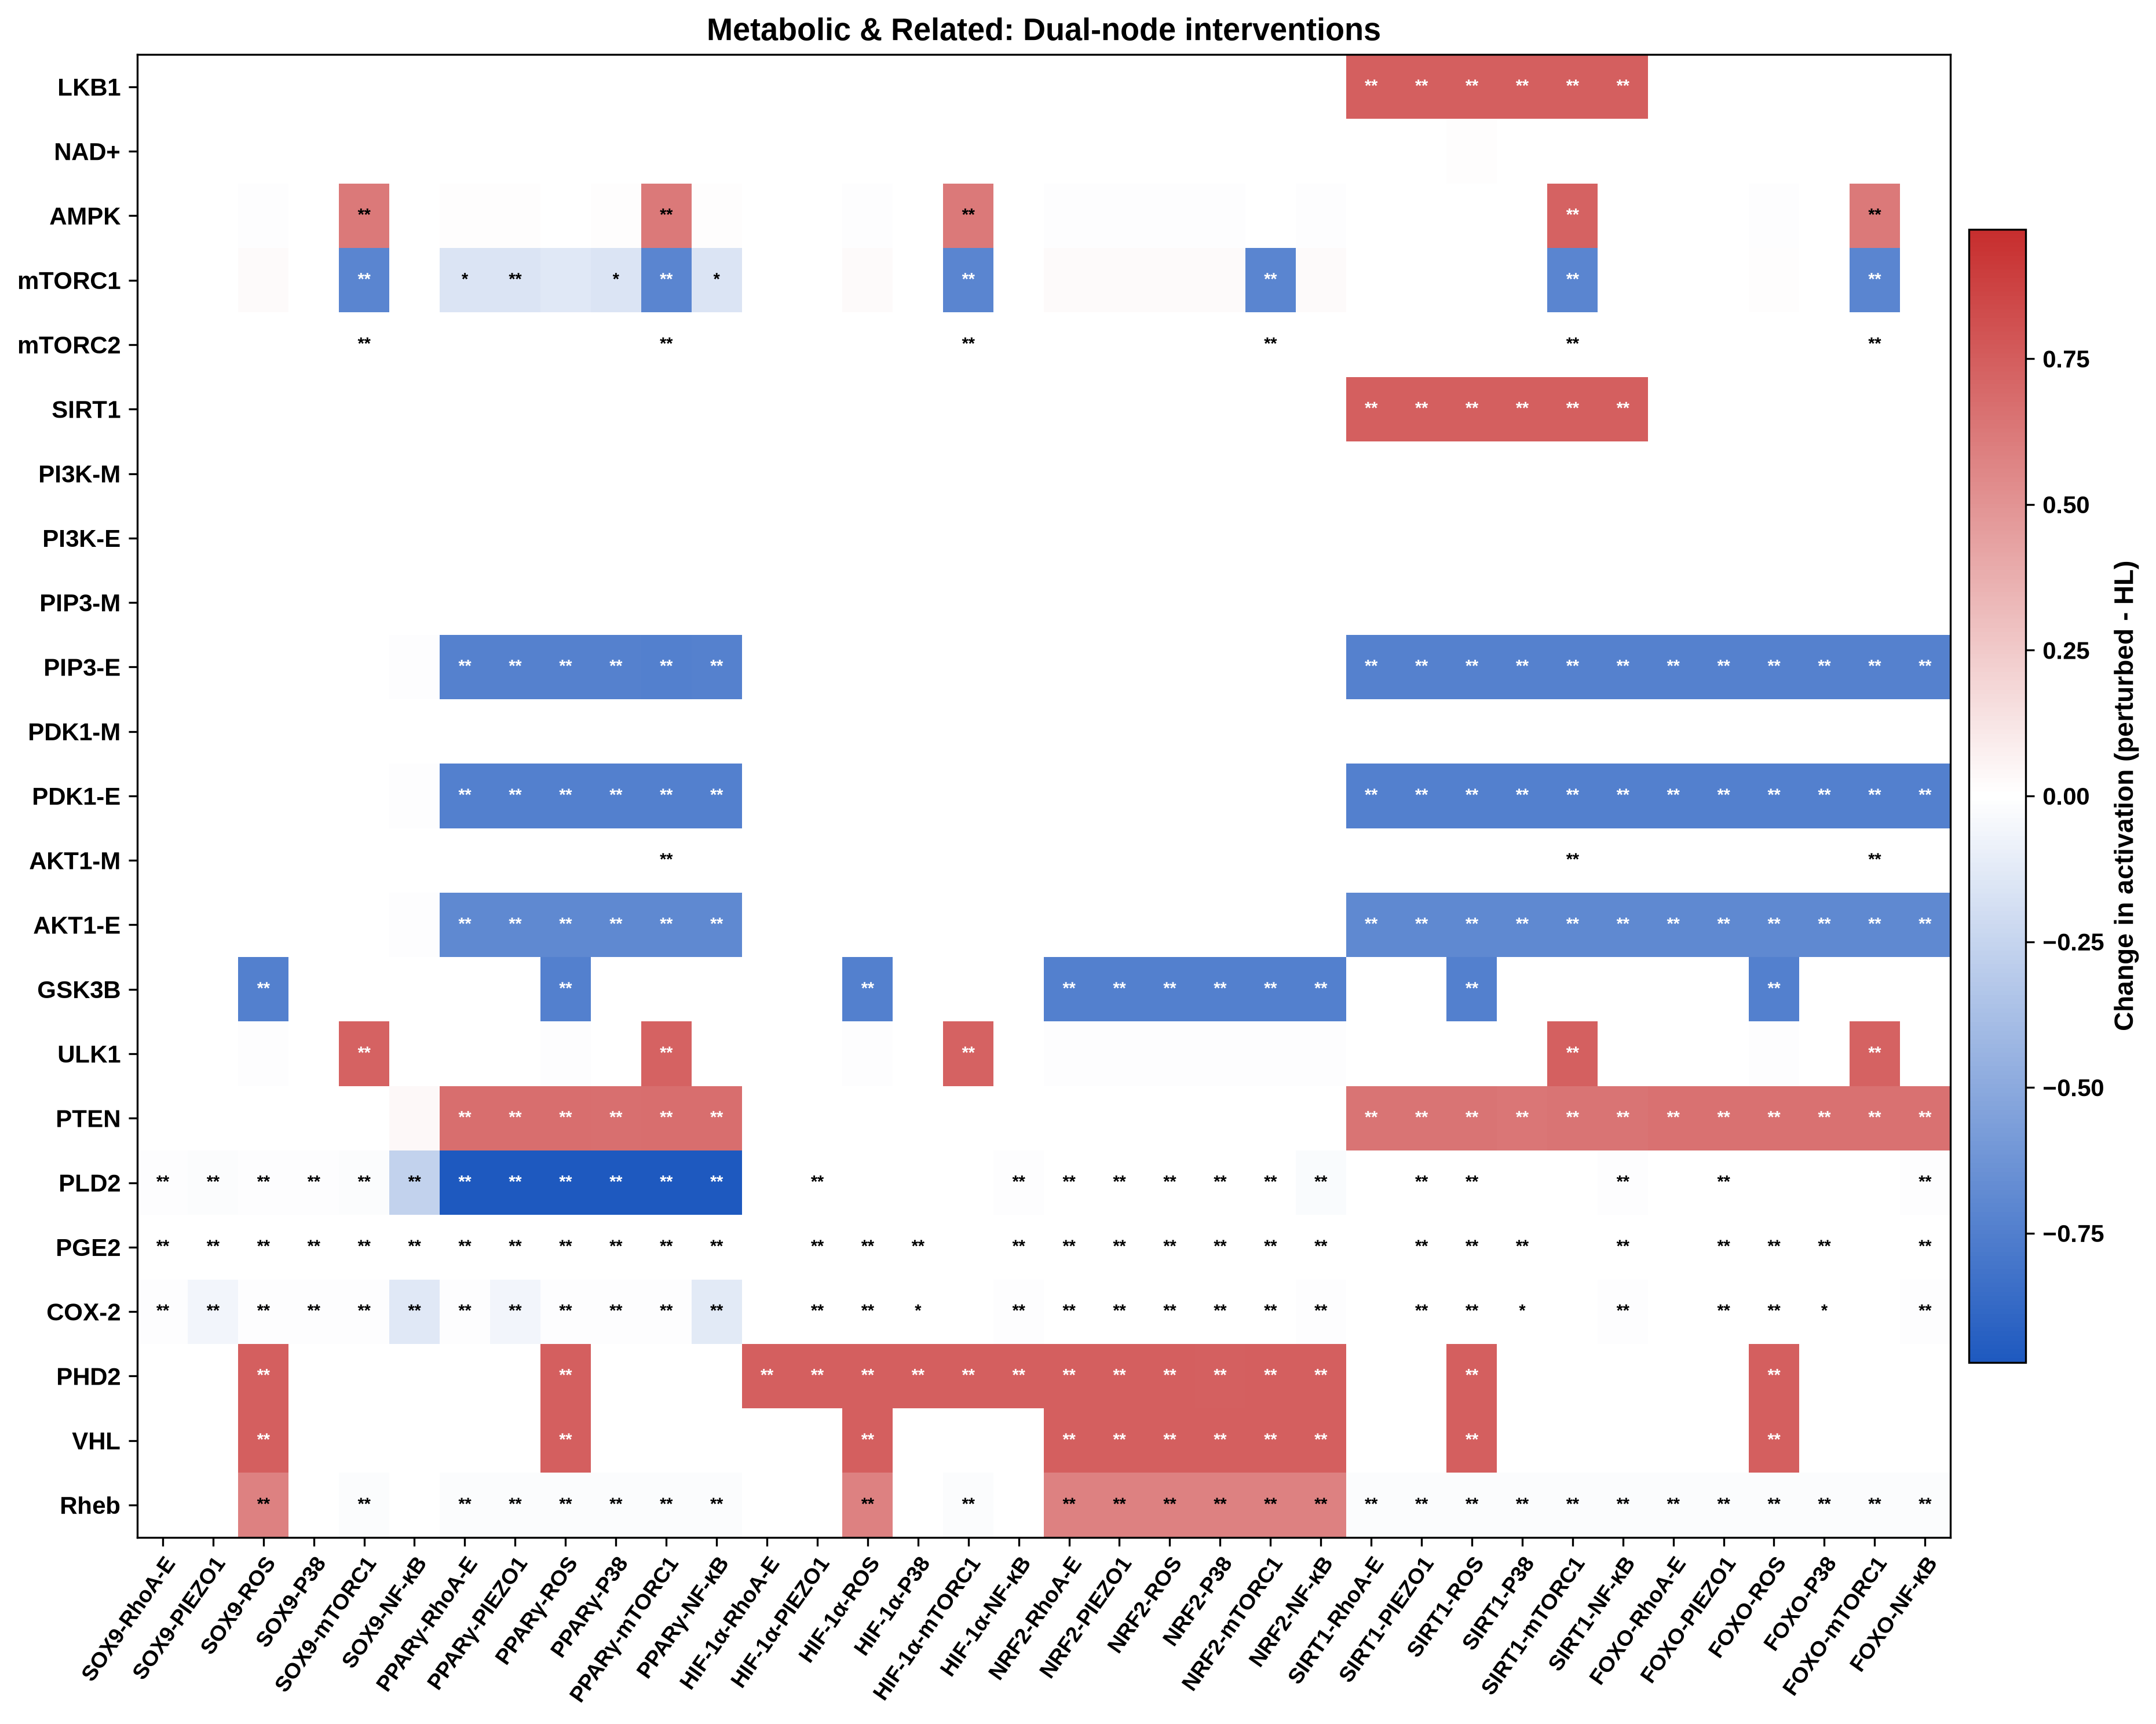 Metabolic & Related: Dual-node interventions
LKB1 ** ** ** ** ** **
NAD+
AMPK ** ** ** ** **
mTORC1 ** * ** * ** * ** ** ** **
mTORC2 ** ** ** ** ** **
SIRT1 ** ** ** ** ** **
PI3K-M
PI3K-E
PIP3-M
PIP3-E ** ** ** ** ** ** ** ** ** ** ** ** ** ** ** ** ** **
PDK1-M
PDK1-E ** ** ** ** ** ** ** ** ** ** ** ** ** ** ** ** ** **
AKT1-M ** ** **
AKT1-E ** ** ** ** ** ** ** ** ** ** ** ** ** ** ** ** ** **
GSK3B ** ** ** ** ** ** ** ** ** ** **
ULK1 ** ** ** ** **
PTEN ** ** ** ** ** ** ** ** ** ** ** ** ** ** ** ** ** **
PLD2 ** ** ** ** ** ** ** ** ** ** ** ** ** ** ** ** ** ** ** ** ** ** ** ** **
PGE2 ** ** ** ** ** ** ** ** ** ** ** ** ** ** ** ** ** ** ** ** ** ** ** ** ** ** ** ** ** **
COX-2 ** ** ** ** ** ** ** ** ** ** ** ** ** ** * ** ** ** ** ** ** ** ** ** * ** ** ** * **
PHD2 ** ** ** ** ** ** ** ** ** ** ** ** ** ** ** **
VHL ** ** ** ** ** ** ** ** ** ** **
Rheb ** ** ** ** ** ** ** ** ** ** ** ** ** ** ** ** ** ** ** ** ** ** ** ** ** ** ** ** **
SOX9-RhoA-E
SOX9-PIEZO1
SOX9-ROS
SOX9-P38
SOX9-mTORC1
SOX9-NF-κB
PPARγ-RhoA-E
PPARγ-PIEZO1
PPARγ-ROS
PPARγ-P38
PPARγ-mTORC1
PPARγ-NF-κB
HIF-1α-RhoA-E
HIF-1α-PIEZO1
HIF-1α-ROS
HIF-1α-P38
HIF-1α-mTORC1
HIF-1α-NF-κB
NRF2-RhoA-E
NRF2-PIEZO1
NRF2-ROS
NRF2-P38
NRF2-mTORC1
NRF2-NF-κB
SIRT1-RhoA-E
SIRT1-PIEZO1
SIRT1-ROS
SIRT1-P38
SIRT1-mTORC1
SIRT1-NF-κB
FOXO-RhoA-E
FOXO-PIEZO1
FOXO-ROS
FOXO-P38
FOXO-mTORC1
FOXO-NF-κB
0.75
0.50
0.25
0.00
−0.25
−0.50
−0.75
Change in activation (perturbed - HL)